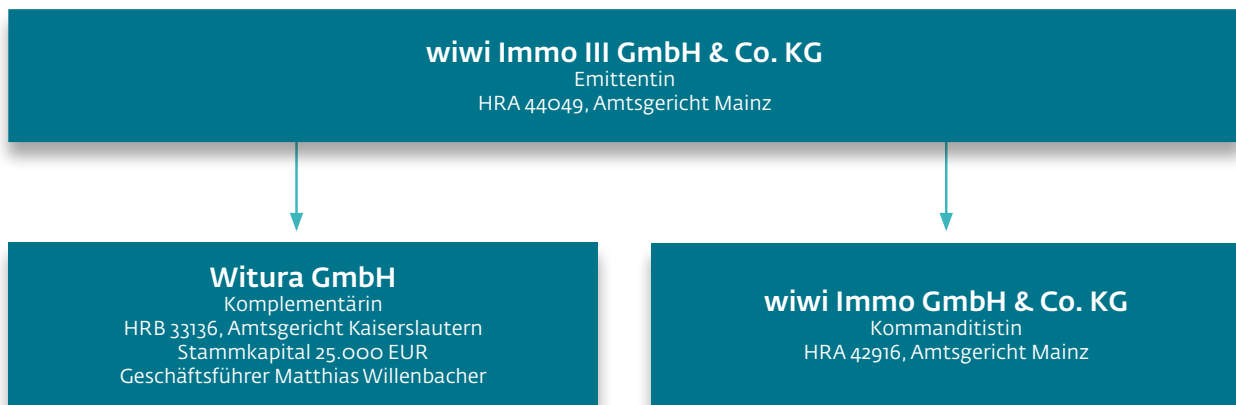 wiwi Immo III GmbH & Co. KG
Emittentin
HRA 44049, Amtsgericht Mainz
Witura GmbH
Komplementärin
HRB 33136, Amtsgericht Kaiserslautern
Stammkapital 25.000 EUR
Geschäftsführer Matthias Willenbacher
wiwi Immo GmbH & Co. KG
Kommanditistin
HRA 42916, Amtsgericht Mainz